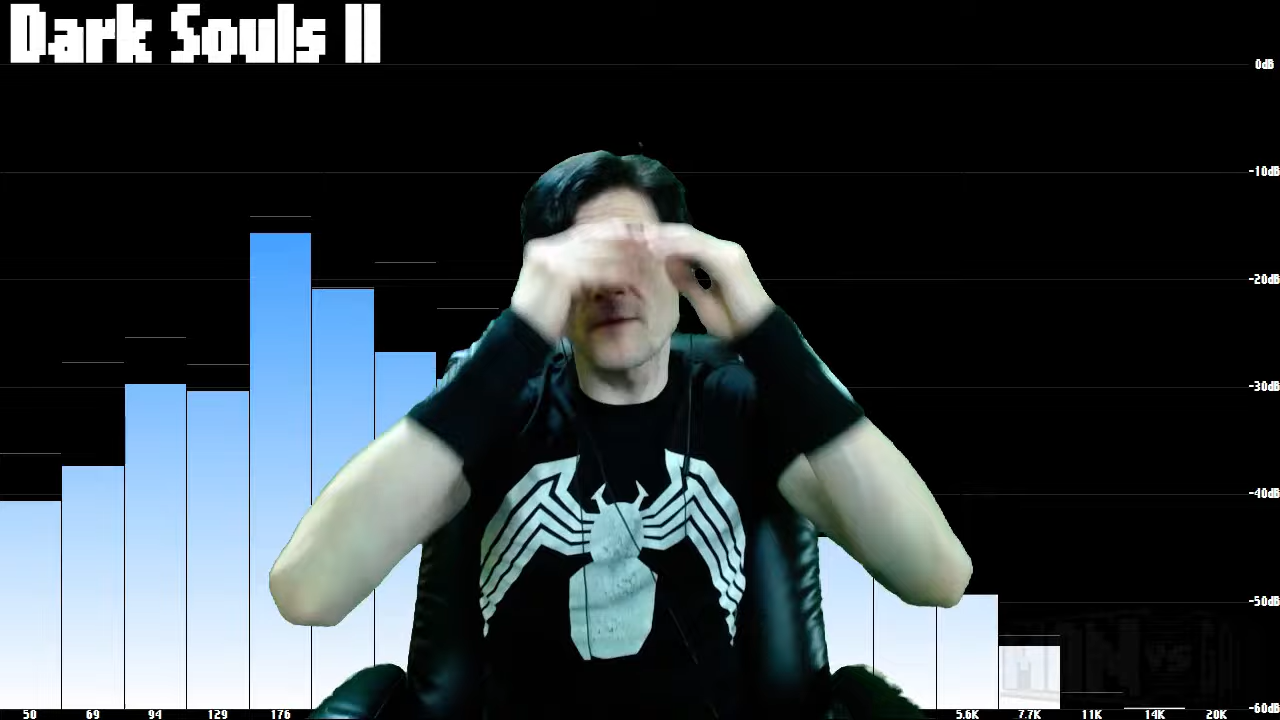 Dark Souls II
0dB
-10dB
-20dB
-30dB
-40dB
-50dB
-60dB
50 69 94 129 176 5.6K 7.7K 11K 14K 20K